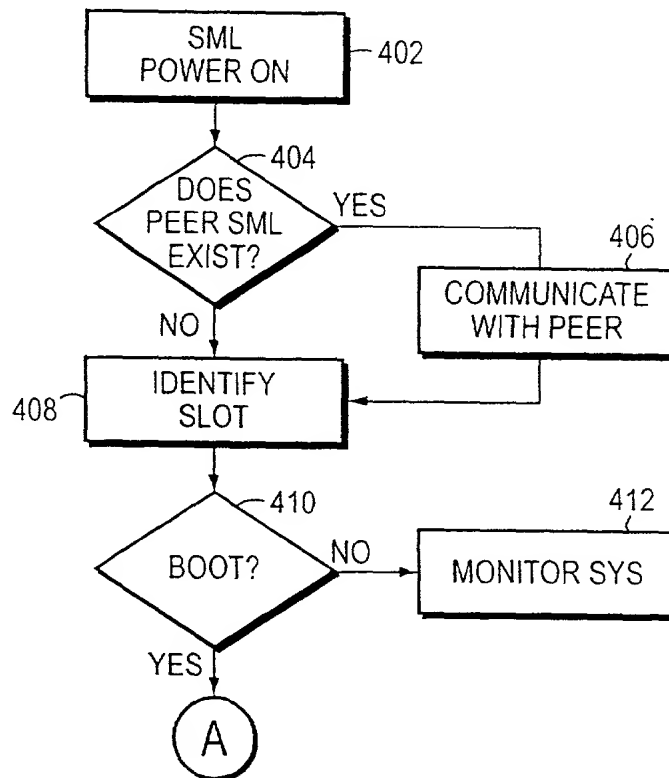 SML
POWER ON
402
404
DOES
PEER SML
EXIST?
YES
406
COMMUNICATE
WITH PEER
NO
IDENTIFY
SLOT
408
410
BOOT?
NO
412
MONITOR SYS
YES
A